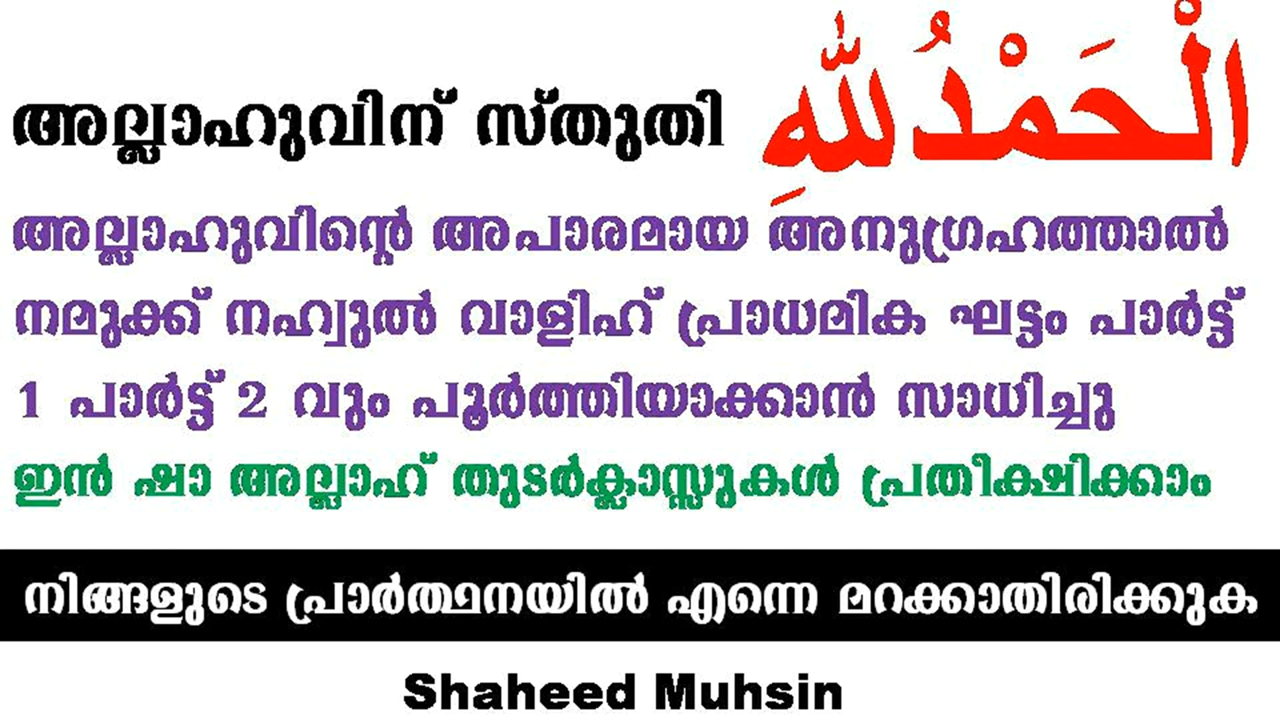 അല്ലാഹുവിന് സ്തുതി الْحَمْدُ لِلّٰهِ
അല്ലാഹുവിന്റെ അപാരമായ അനുഗ്രഹത്താൽ
നമുക്ക് നഹ്വുൽ വാളിഹ് പ്രാധമിക ഘട്ടം പാർട്ട്
1 പാർട്ട് 2 വും പൂർത്തിയാക്കാൻ സാധിച്ചു
ഇൻ ഷാ അല്ലാഹ് തുടർക്ലാസ്സുകൾ പ്രതീക്ഷിക്കാം
നിങ്ങളുടെ പ്രാർത്ഥനയിൽ എന്നെ മറക്കാതിരിക്കുക
Shaheed Muhsin